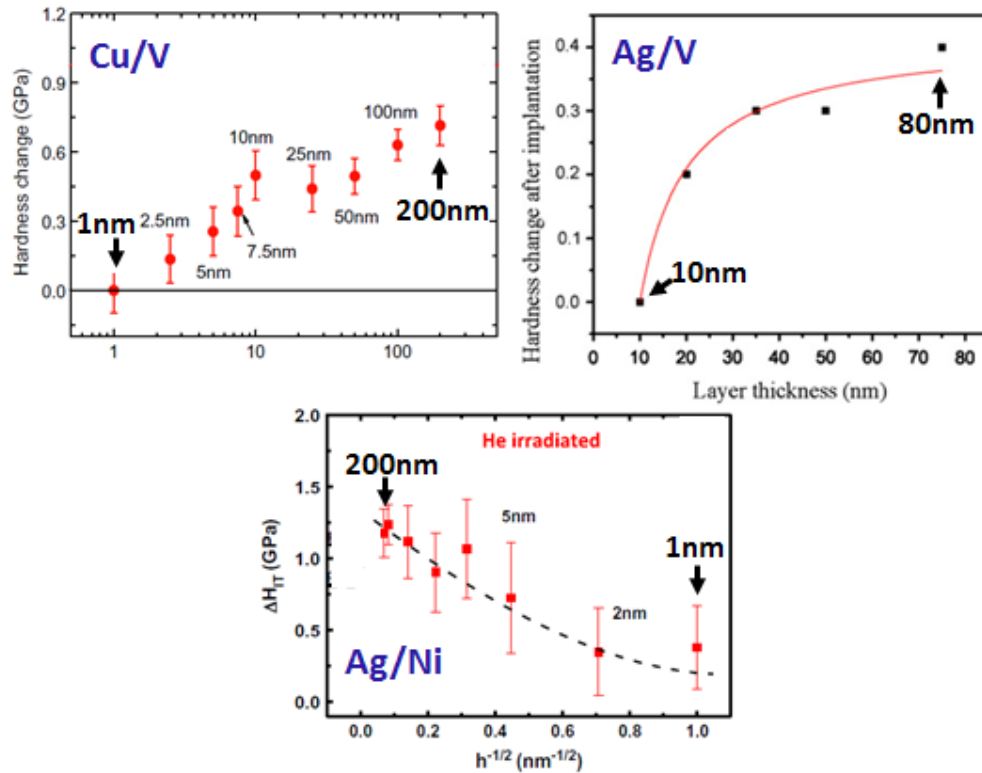 Cu/V
Hardness change (GPa)
1.2
0.9
0.6
0.3
0.0
1nm
2.5nm
5nm
7.5nm
10nm
25nm
50nm
100nm
200nm
1
10
100
Ag/V
Hardness change after implantation
0.4
0.3
0.2
0.1
0.0
10nm
80nm
0
10
20
30
40
50
60
70
80
Layer thickness (nm)
He irradiated
ΔH_IT (GPa)
2.0
1.5
1.0
0.5
0.0
200nm
5nm
2nm
1nm
Ag/Ni
0.0
0.2
0.4
0.6
0.8
1.0
h^-1/2 (nm^-1/2)